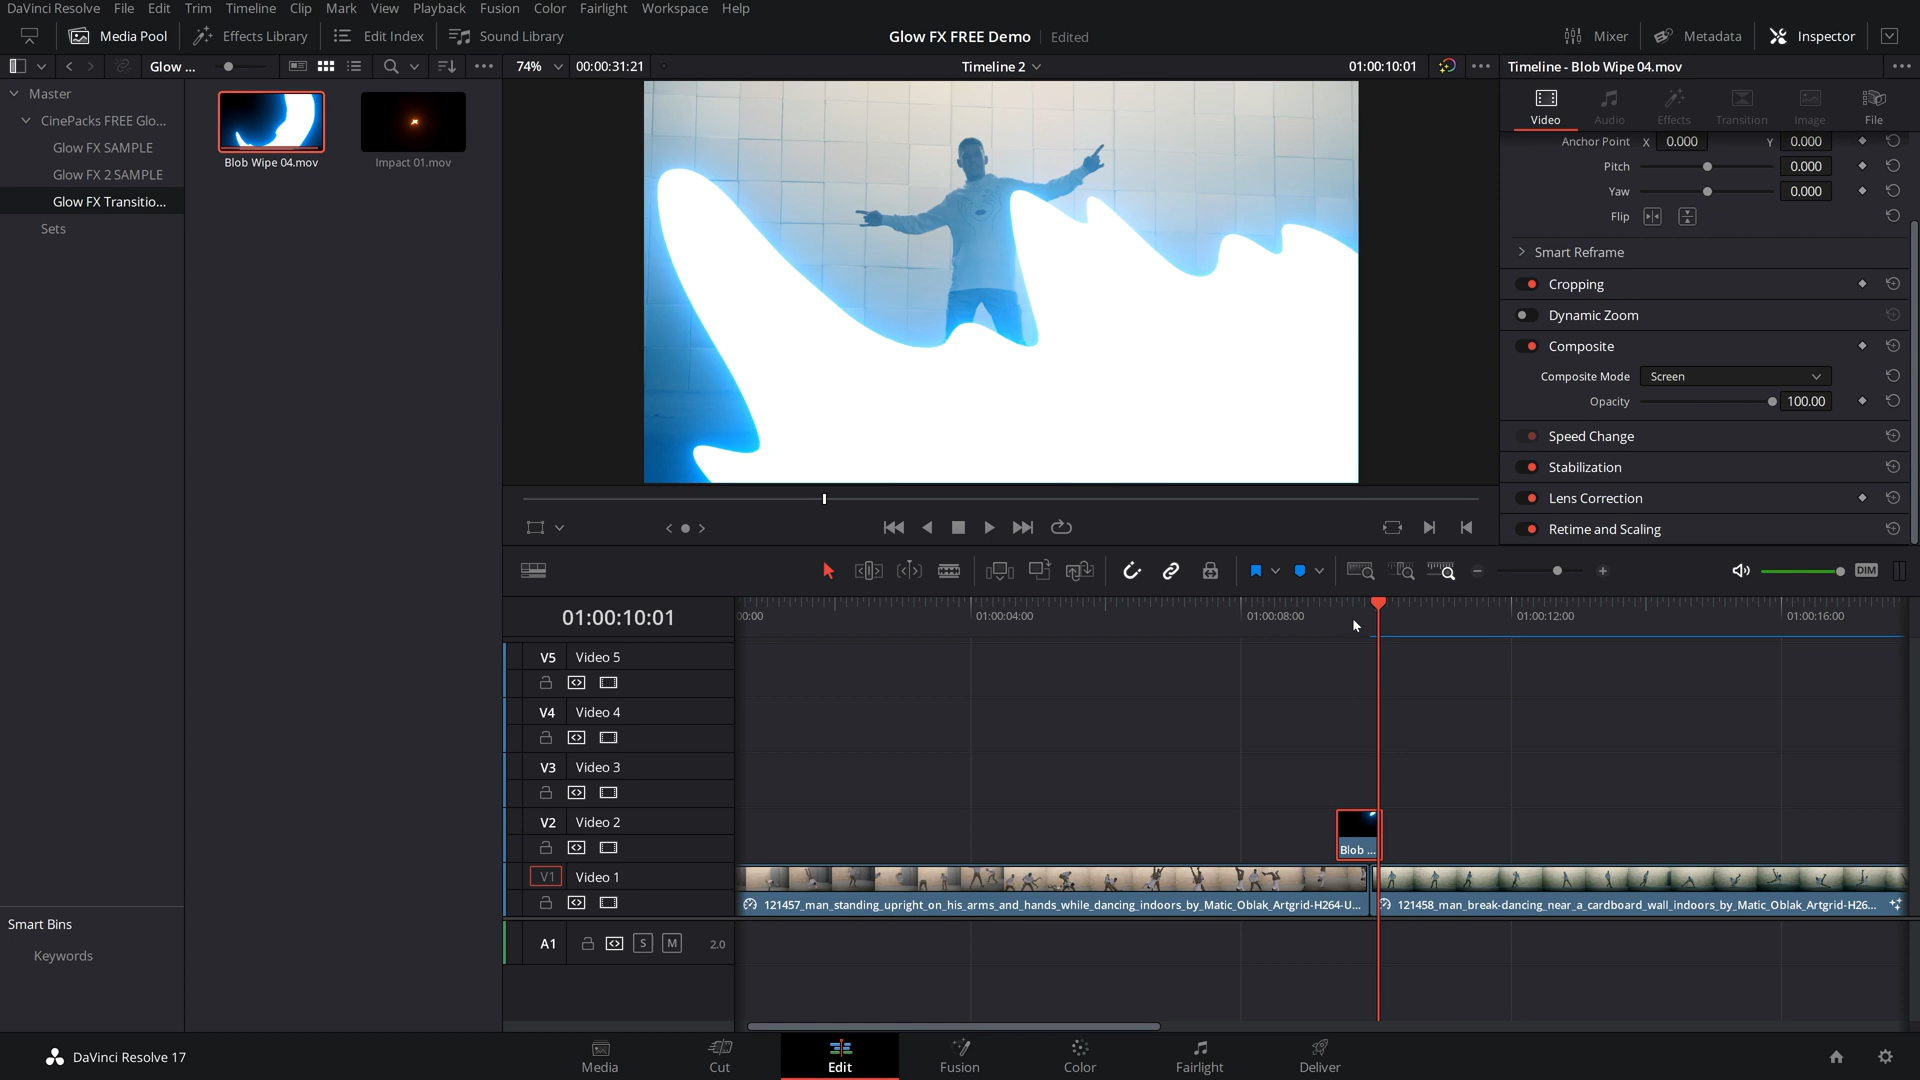 DaVinci Resolve File Edit Trim Timeline Clip Mark View Playback Fusion Color Fairlight Workspace Help
Media Pool Effects Library Edit Index Sound Library Glow FX FREE Demo Edited Mixer Metadata Inspector
Glow ... 74% 00:00:31:21 Timeline 2 01:00:10:01 Timeline - Blob Wipe 04.mov
Master
CinePacks FREE Glo...
Glow FX SAMPLE
Glow FX 2 SAMPLE
Glow FX Transitio...
Sets
Blob Wipe 04.mov Impact 01.mov
Video Audio Effects Transition Image File
Anchor Point X 0.000 Y 0.000
Pitch 0.000
Yaw 0.000
Flip
Smart Reframe
Cropping
Dynamic Zoom
Composite
Composite Mode Screen
Opacity 100.00
Speed Change
Stabilization
Lens Correction
Retime and Scaling
DIM
01:00:10:01 00:00 01:00:04:00 01:00:08:00 01:00:12:00 01:00:16:00
V5 Video 5
V4 Video 4
V3 Video 3
V2 Video 2
Blob ...
V1 Video 1
121457_man_standing_upright_on_his_arms_and_hands_while_dancing_indoors_by_Matic_Oblak_Artgrid-H264-U... 121458_man_break-dancing_near_a_cardboard_wall_indoors_by_Matic_Oblak_Artgrid-H26...
A1 S M 2.0
Smart Bins
Keywords
DaVinci Resolve 17
Media Cut Edit Fusion Color Fairlight Deliver